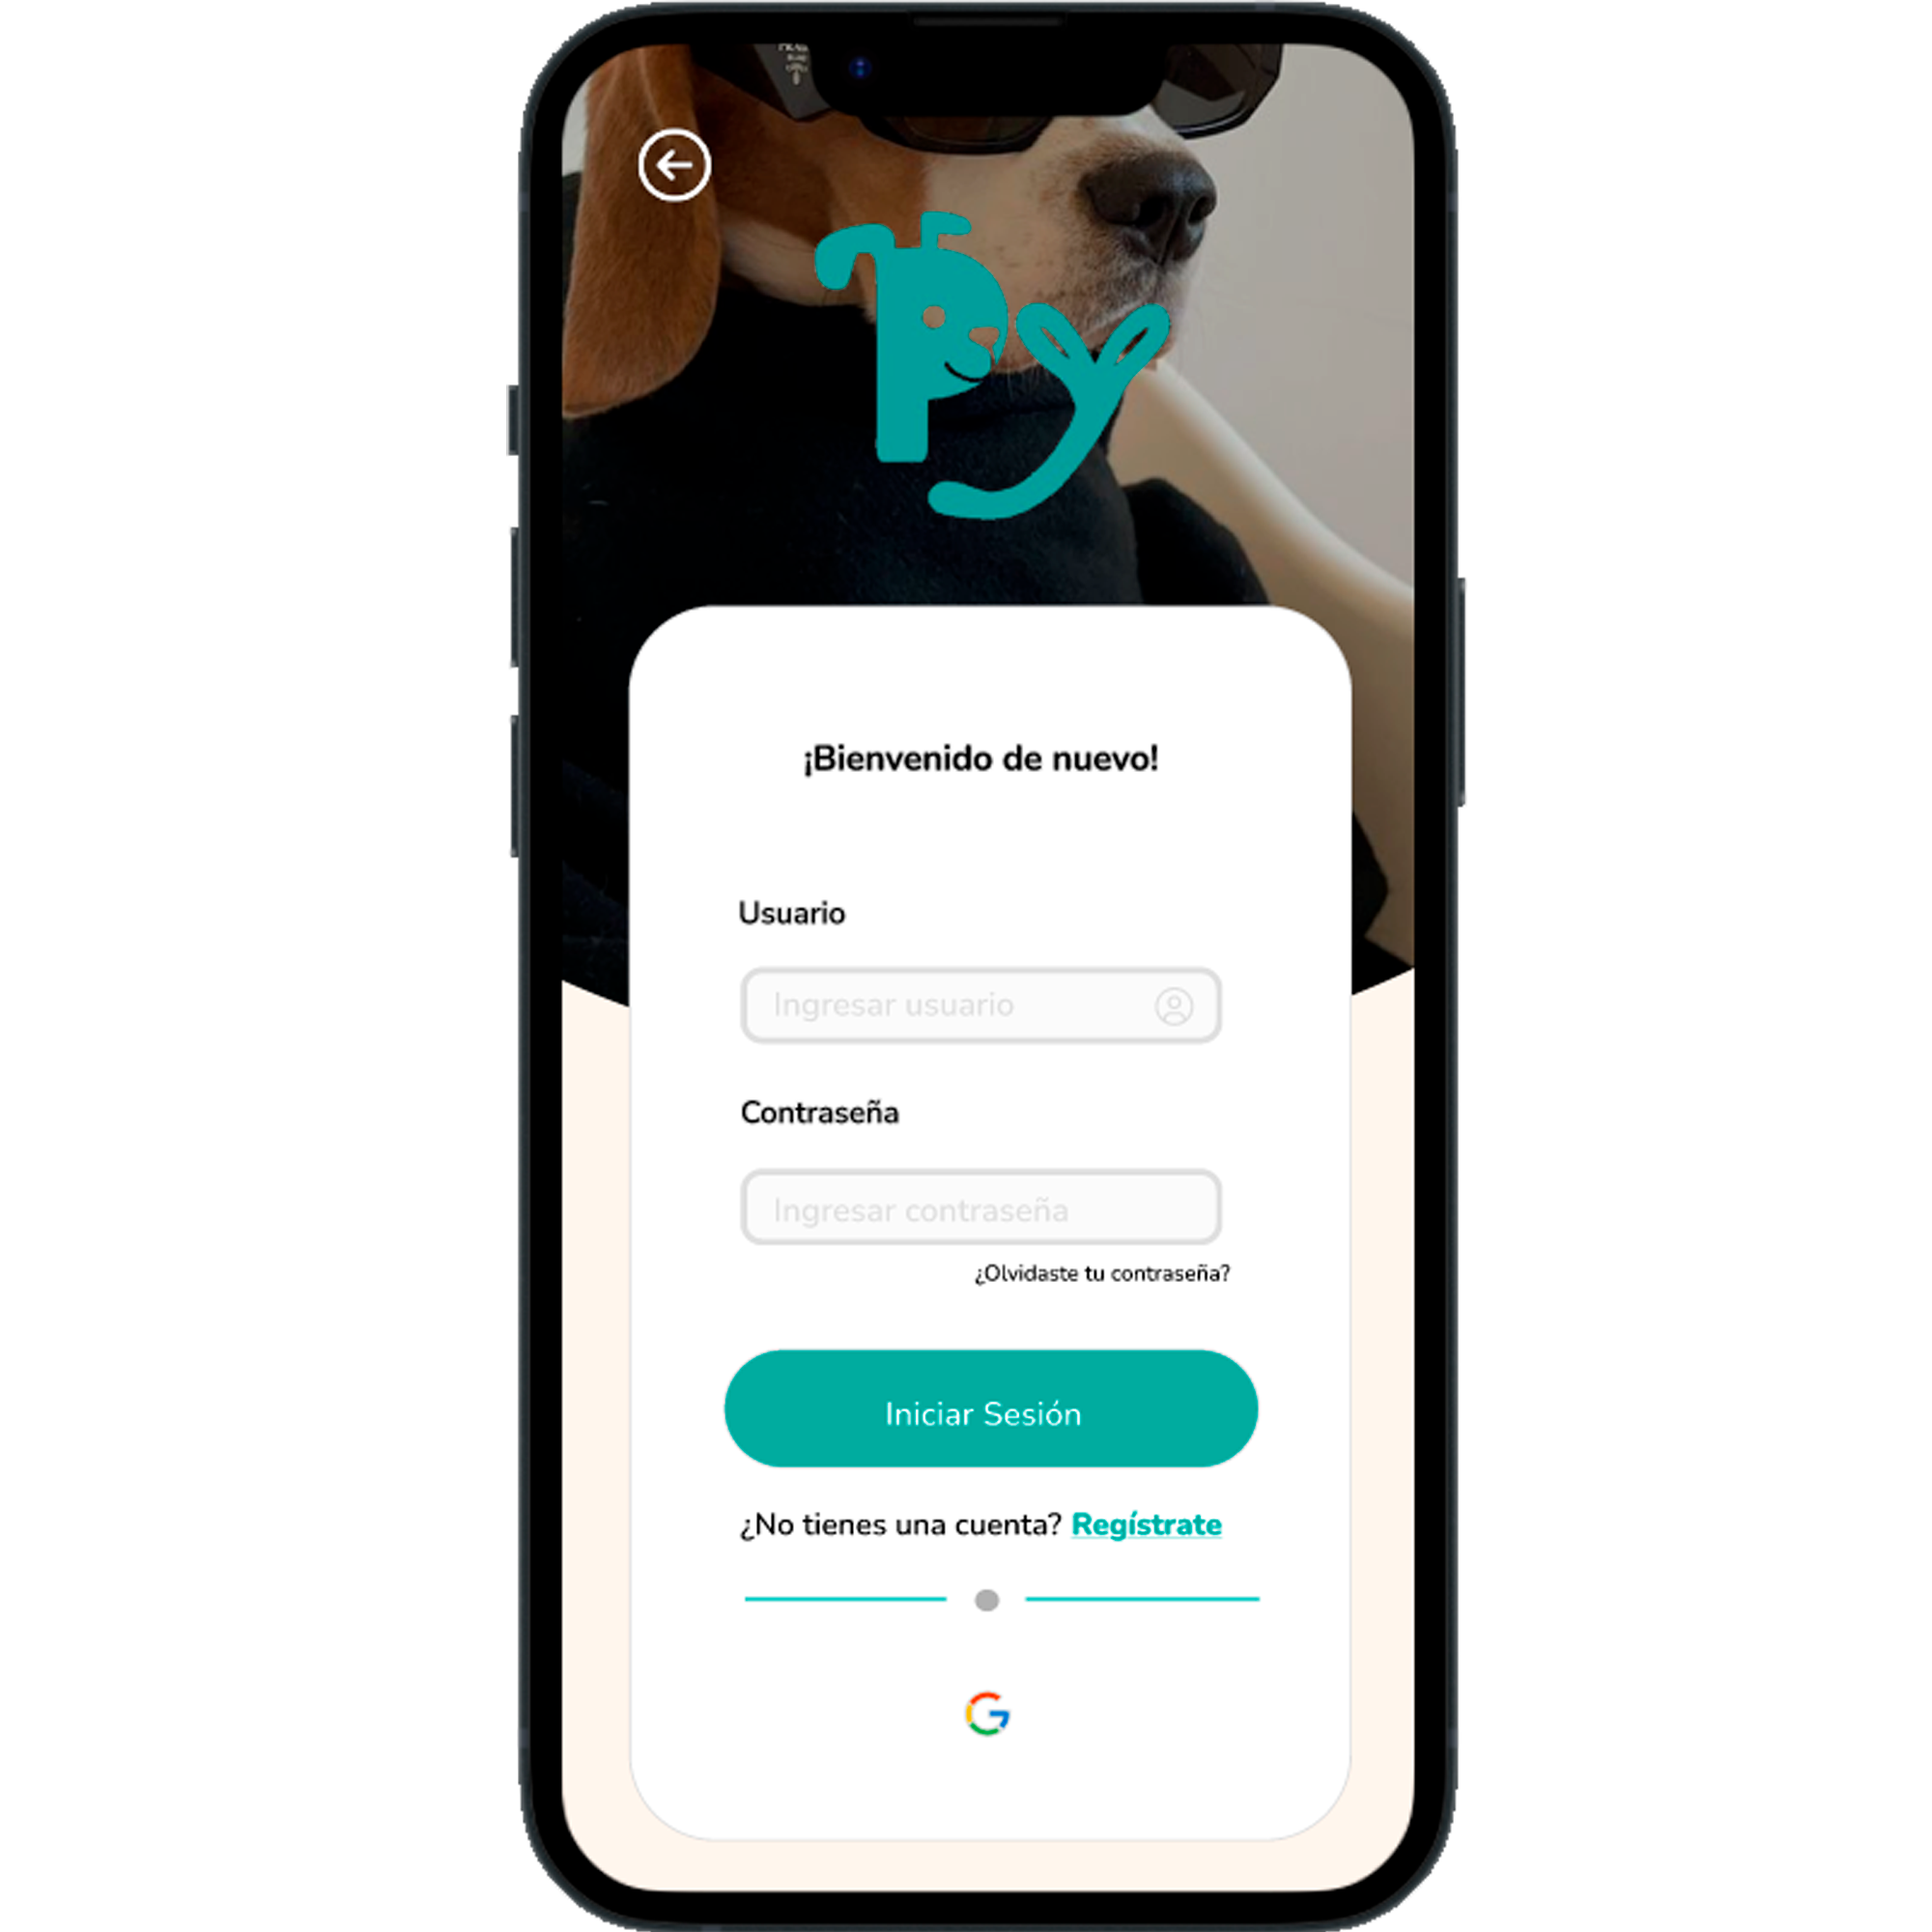 Py
¡Bienvenido de nuevo!
Usuario
Ingresar usuario
Contraseña
Ingresar contraseña
¿Olvidaste tu contraseña?
Iniciar Sesión
¿No tienes una cuenta? Regístrate
G